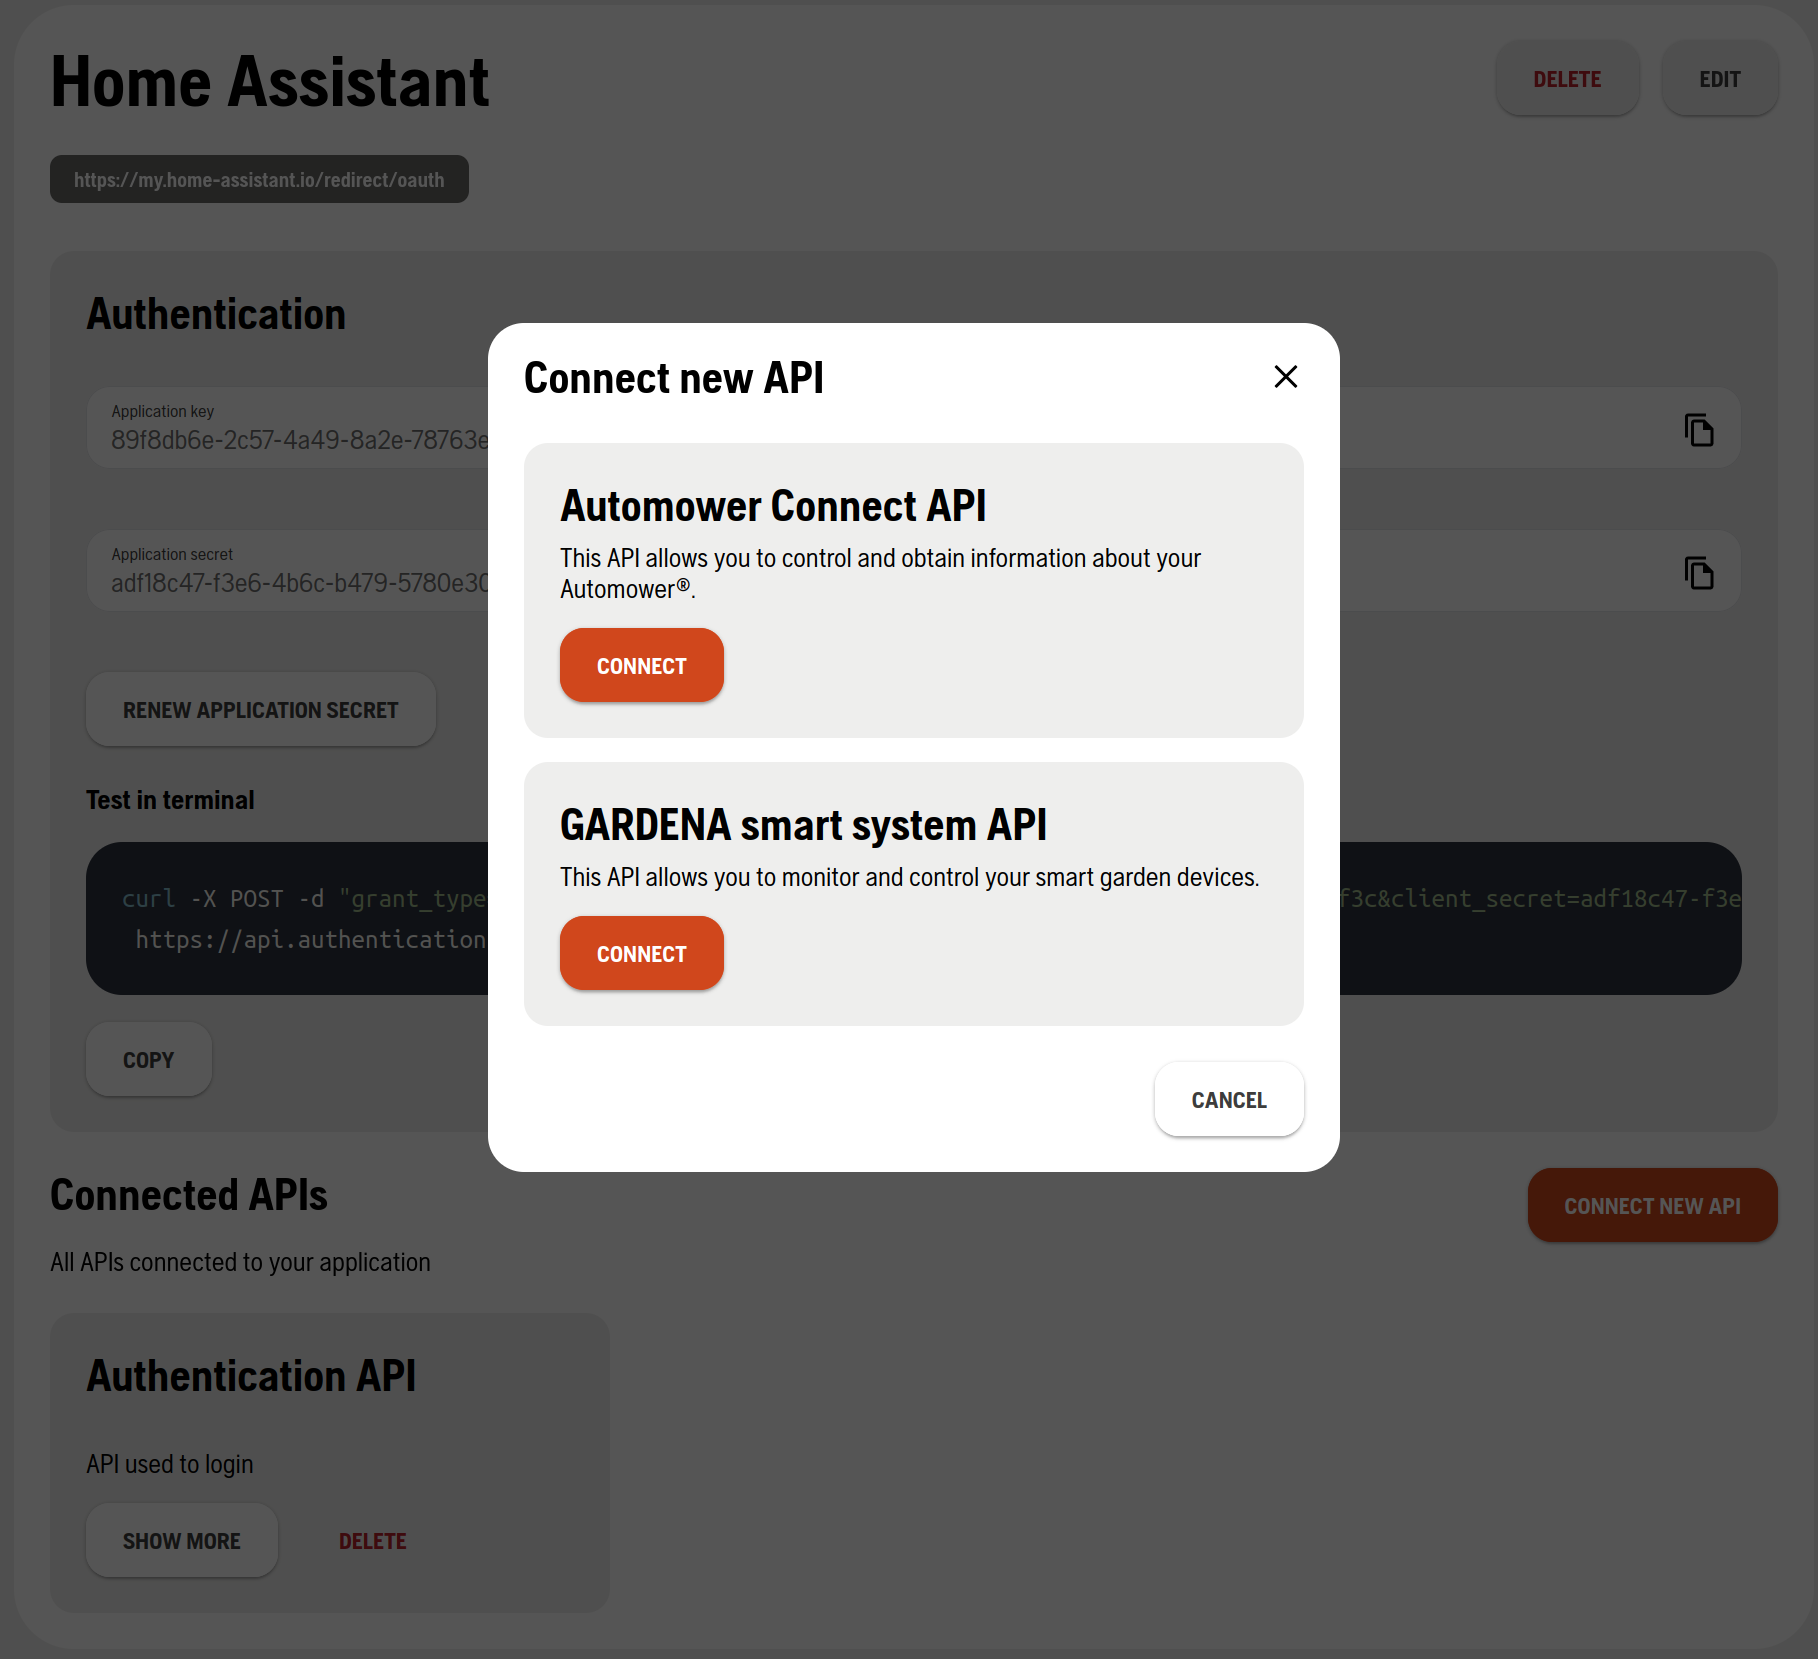 Home Assistant
DELETE
EDIT
https://my.home-assistant.io/redirect/oauth
Authentication
Application key
89f8db6e-2c57-4a49-8a2e-78763e
Application secret
adf18c47-f3e6-4b6c-b479-5780e30
RENEW APPLICATION SECRET
Test in terminal
curl -X POST -d "grant_type
f3c&client_secret=adf18c47-f3e
https://api.authentication
COPY
Connect new API
Automower Connect API
This API allows you to control and obtain information about your
Automower®.
CONNECT
GARDENA smart system API
This API allows you to monitor and control your smart garden devices.
CONNECT
CANCEL
Connected APIs
CONNECT NEW API
All APIs connected to your application
Authentication API
API used to login
SHOW MORE
DELETE